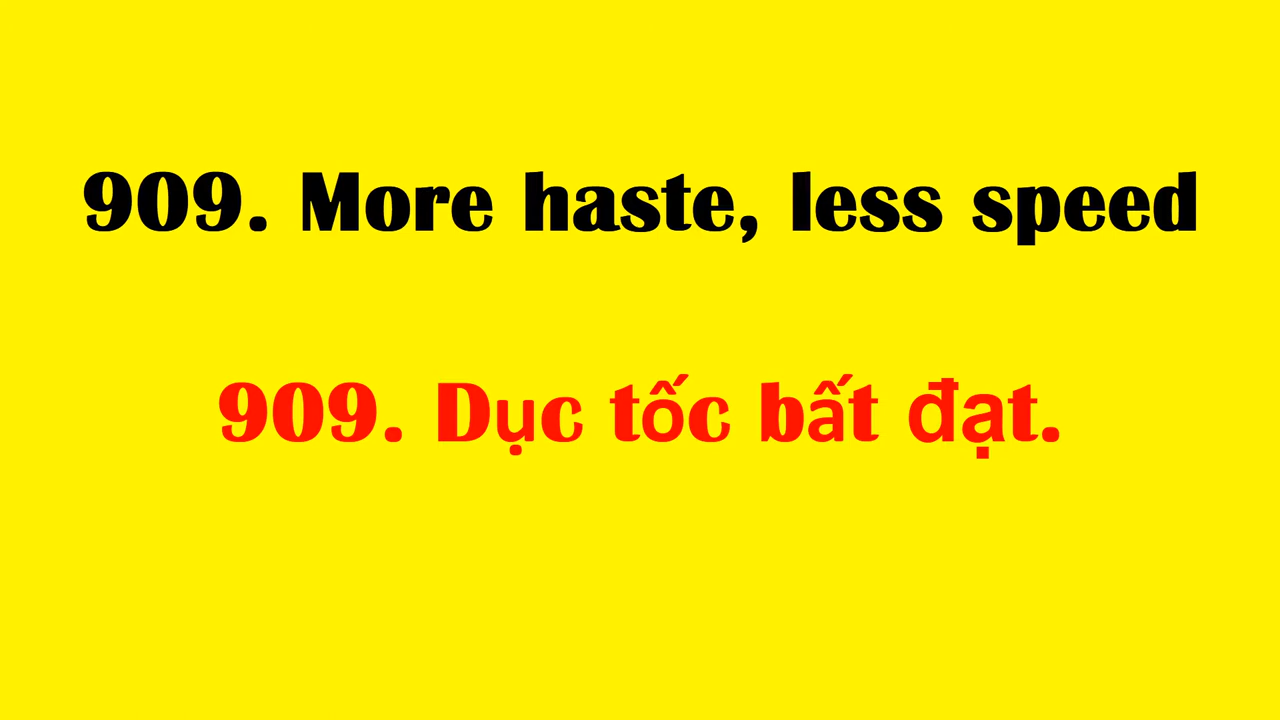 909. More haste, less speed
909. Dục tốc bất đạt.